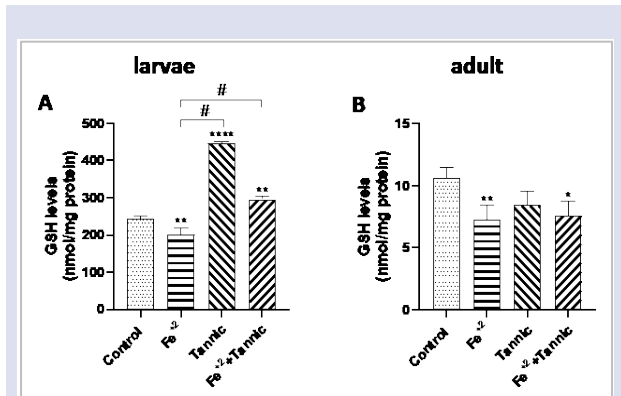 larvae
adult
A
#
#
GSH levels
(nmol/mg protein)
500
400
300
200
100
0
**
****
**
Control
Fe+2
Tannic
Fe+2+Tannic
B
GSH levels
(nmol/mg protein)
15
10
5
0
**
*
Control
Fe+2
Tannic
Fe+2+Tannic